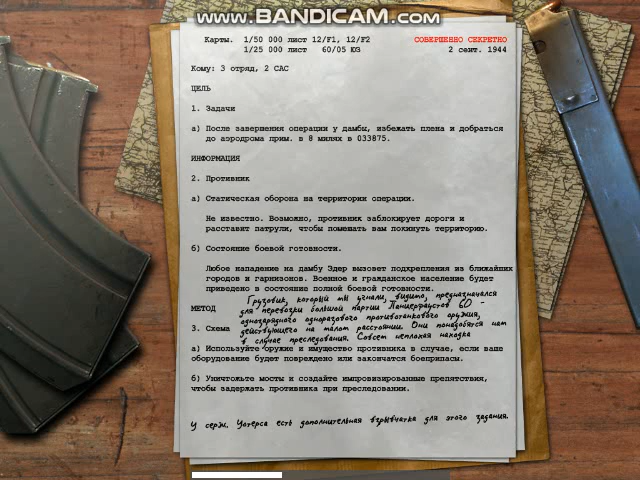 www.BANDICAM.com
Карты. 1/50 000 лист 12/F1, 12/F2 СОВЕРШЕННО СЕКРЕТНО
1/25 000 лист 60/05 ЮЗ 2 сент. 1944
Кому: 3 отряд, 2 САС
ЦЕЛЬ
1. Задачи
а) После завершения операции у дамбы, избежать плена и добраться
до аэродрома прим. в 8 милях в 033875.
ИНФОРМАЦИЯ
2. Противник
а) Статическая оборона на территории операции.
Не известно. Возможно, противник заблокирует дороги и
расставит патрули, чтобы помешать вам покинуть территорию.
б) Состояние боевой готовности.
Любое нападение на дамбу Эдер вызовет подкрепления из ближайших
городов и гарнизонов. Военное и гражданское население будет
приведено в состояние полной боевой готовности.
Грузовик, который мы угнали, видимо, предназначался
для перевозки большой партии Панцерфаустов 60 -
однозарядного одноразового противотанкового оружия,
действующего на малом расстоянии. Они понадобятся нам
в случае преследования. Совсем неплохая находка
МЕТОД
3. Схема
а) Используйте оружие и имущество противника в случае, если ваше
оборудование будет повреждено или закончатся боеприпасы.
б) Уничтожьте мосты и создайте импровизированные препятствия,
чтобы задержать противника при преследовании.
У серж. Уотерса есть дополнительная взрывчатка для этого задания.